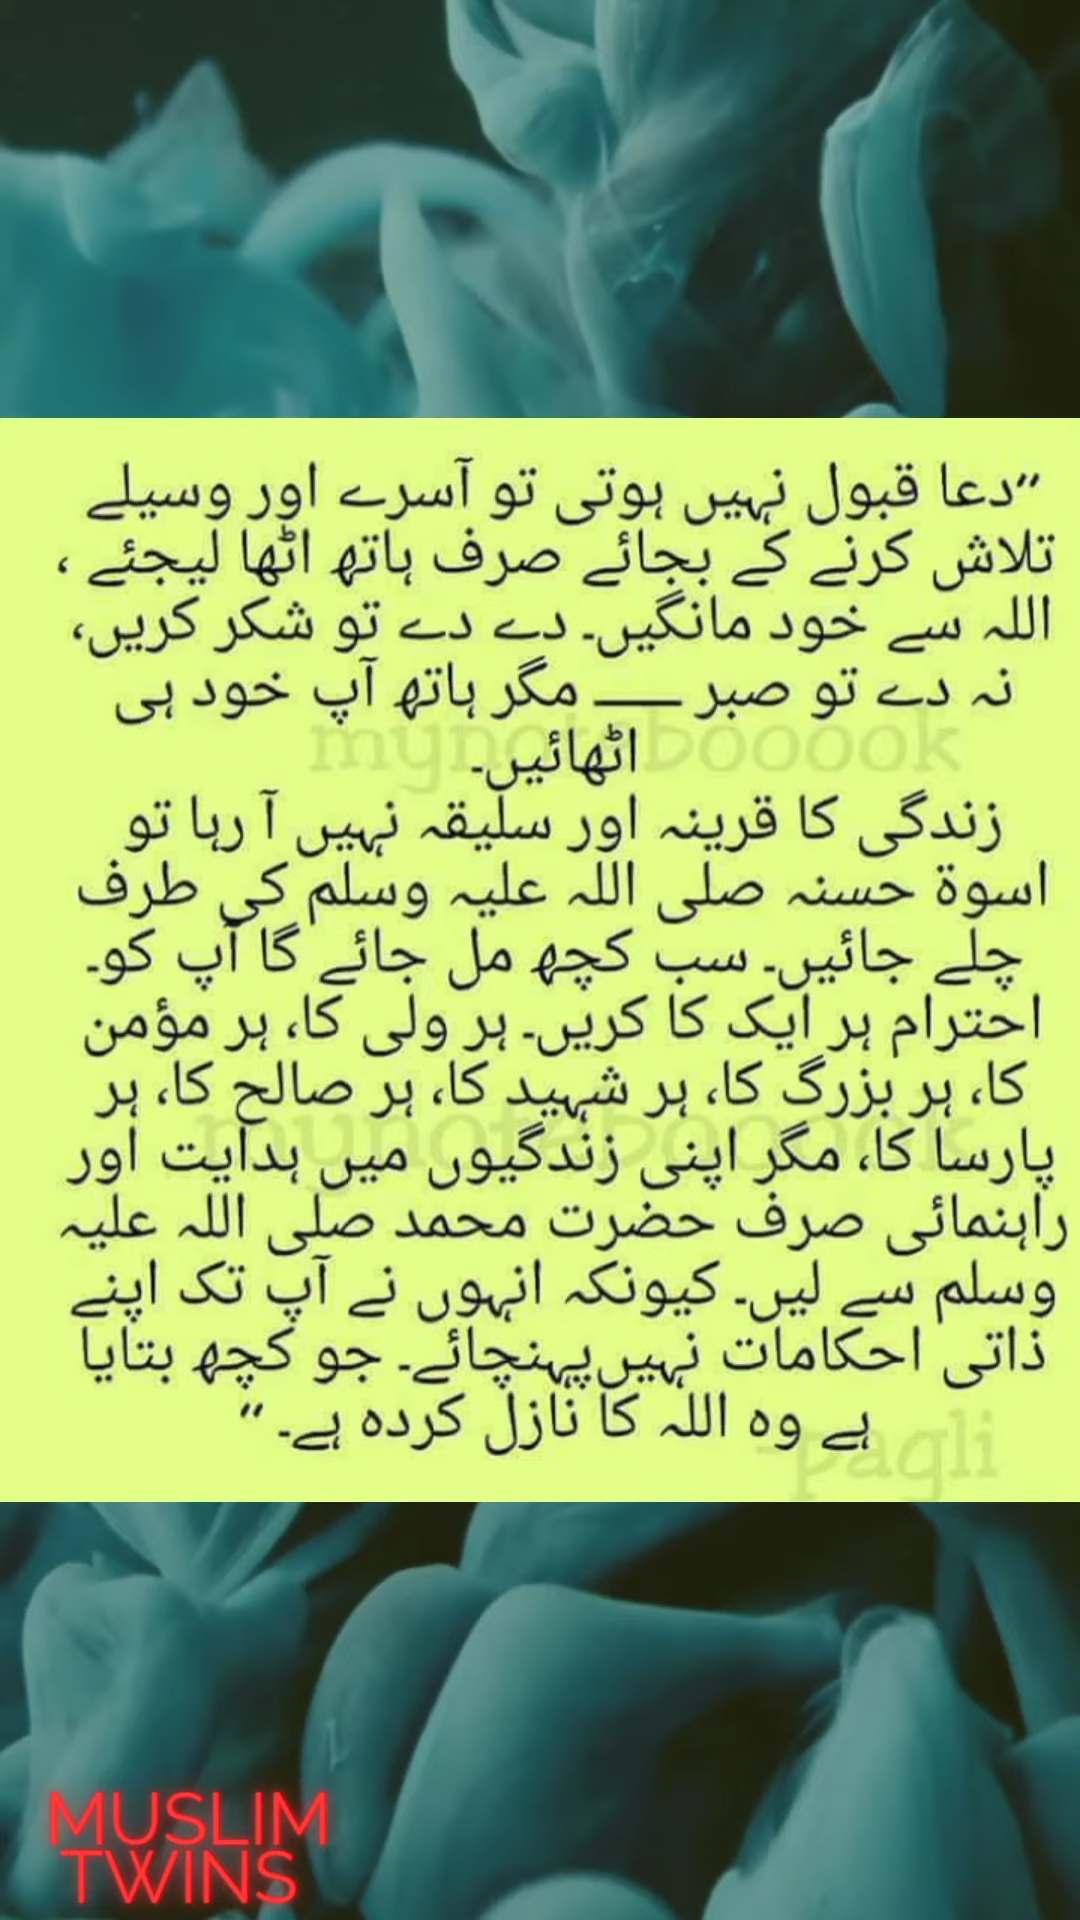 ”دعا قبول نہیں ہوتی تو آسرے اور وسیلے
تلاش کرنے کے بجائے صرف ہاتھ اٹھا لیجئے ،
اللہ سے خود مانگیں۔ دے دے تو شکر کریں،
نہ دے تو صبر ـــــ مگر ہاتھ آپ خود ہی
اٹھائیں۔
زندگی کا قرینہ اور سلیقہ نہیں آ رہا تو
اسوۃ حسنہ صلی اللہ علیہ وسلم کی طرف
چلے جائیں۔ سب کچھ مل جائے گا آپ کو۔
احترام ہر ایک کا کریں۔ ہر ولی کا، ہر مؤمن
کا، ہر بزرگ کا، ہر شہید کا، ہر صالح کا، ہر
پارسا کا، مگر اپنی زندگیوں میں ہدایت اور
راہنمائی صرف حضرت محمد صلی اللہ علیہ
وسلم سے لیں۔ کیونکہ انہوں نے آپ تک اپنے
ذاتی احکامات نہیں پہنچائے۔ جو کچھ بتایا
ہے وہ اللہ کا نازل کردہ ہے۔ “
mynotebooook
mynotebooook
-pagli
MUSLIM
TWINS